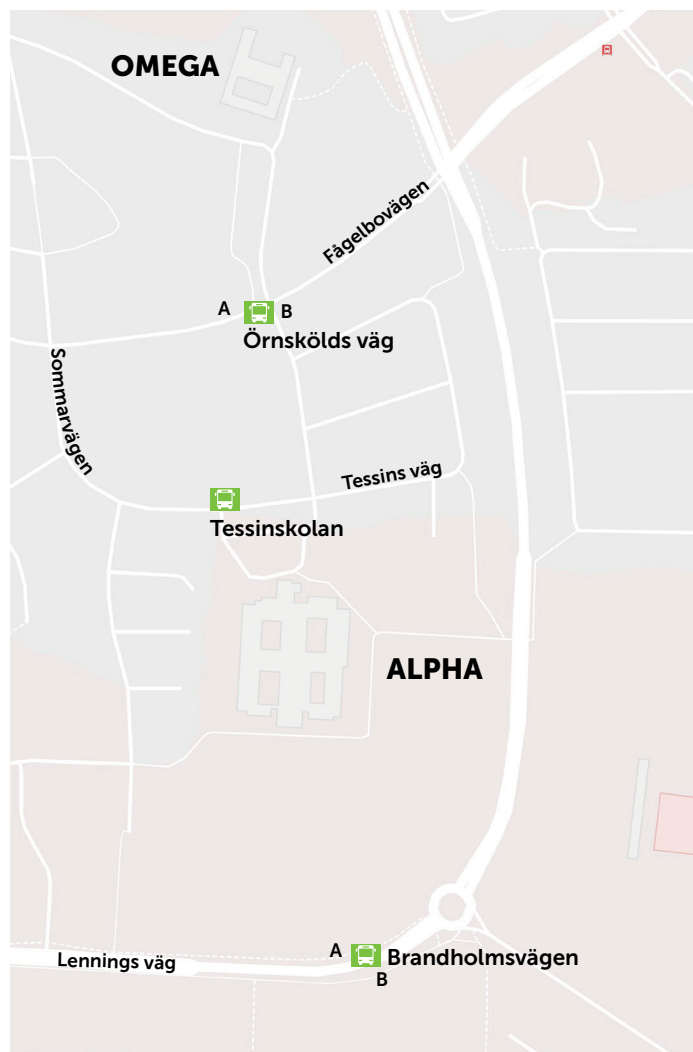 OMEGA
Fågelbovägen
A
B
Örnskölds väg
Sommarvägen
Tessins väg
Tessinskolan
ALPHA
A
Brandholmsvägen
Lennings väg
B